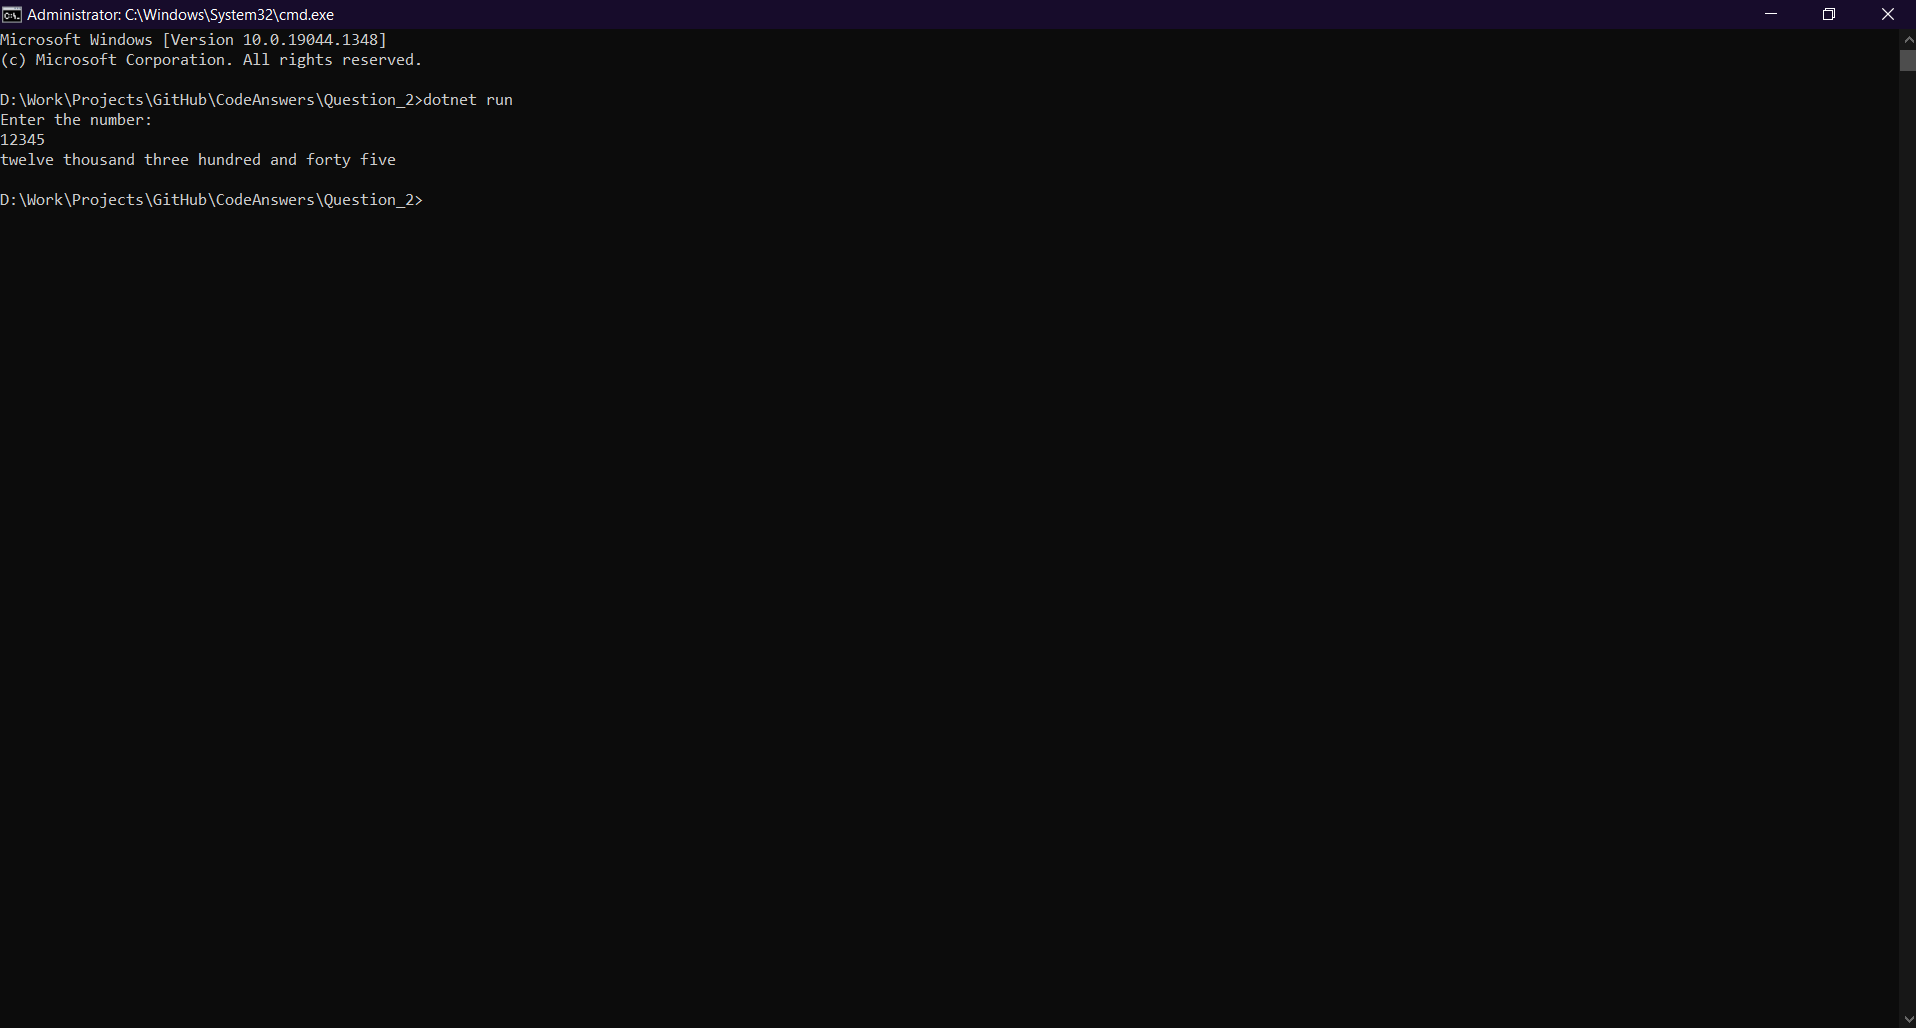 Administrator: C:\Windows\System32\cmd.exe
Microsoft Windows [Version 10.0.19044.1348]
(c) Microsoft Corporation. All rights reserved.
D:\Work\Projects\GitHub\CodeAnswers\Question_2>dotnet run
Enter the number:
12345
twelve thousand three hundred and forty five
D:\Work\Projects\GitHub\CodeAnswers\Question_2>